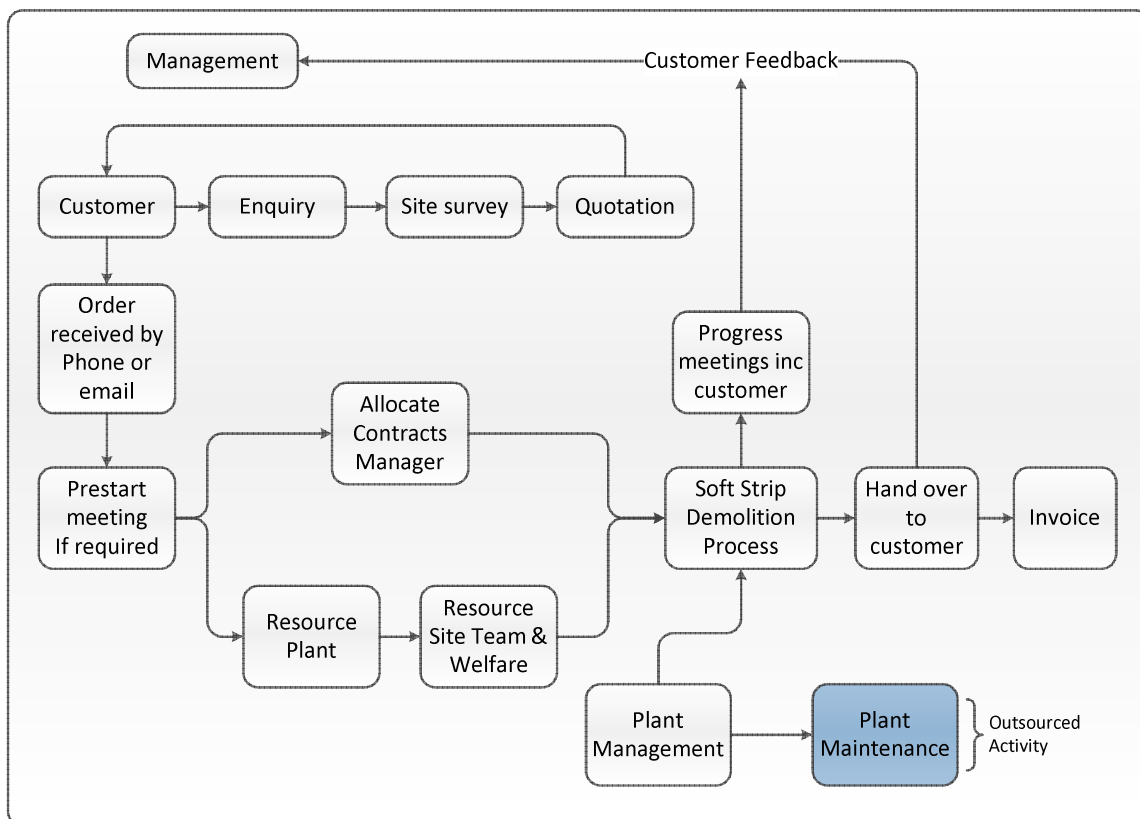 Management
Customer Feedback
Customer
Enquiry
Site survey
Quotation
Order
received by
Phone or
email
Progress
meetings inc
customer
Allocate
Contracts
Manager
Prestart
meeting
If required
Soft Strip
Demolition
Process
Hand over
to
customer
Invoice
Resource
Plant
Resource
Site Team &
Welfare
Plant
Management
Plant
Maintenance
Outsourced
Activity